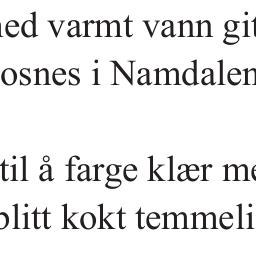 ned varmt vann git
osnes i Namdalen
til å farge klær me
blitt kokt temmeli